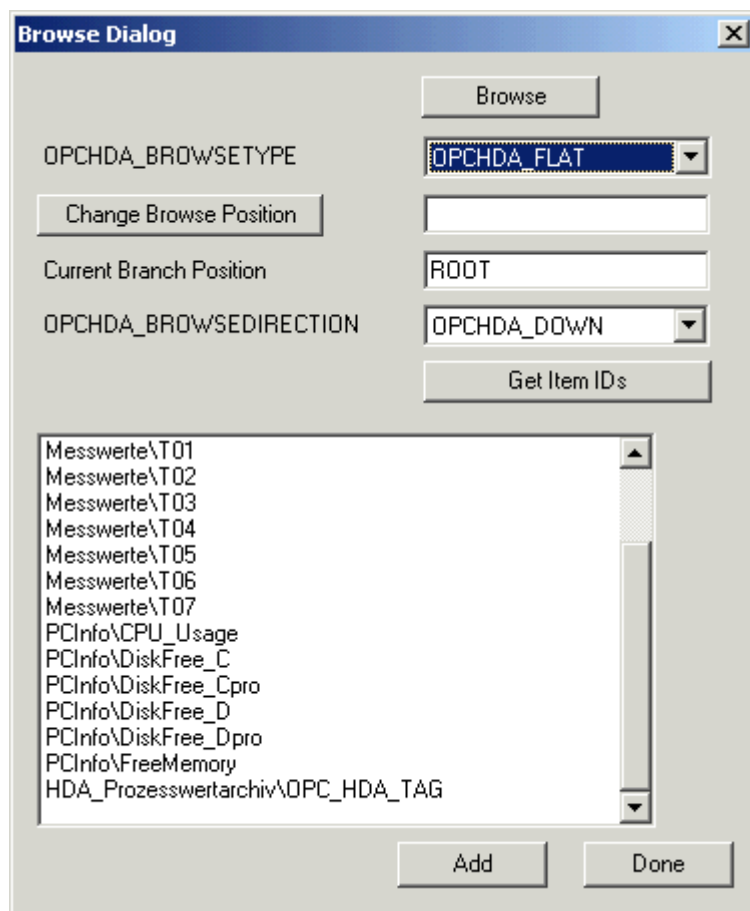 Browse Dialog
Browse
OPCHDA_BROWSETYPE OPCHDA_FLAT
Change Browse Position
Current Branch Position ROOT
OPCHDA_BROWSEDIRECTION OPCHDA_DOWN
Get Item IDs
Messwerte\T01
Messwerte\T02
Messwerte\T03
Messwerte\T04
Messwerte\T05
Messwerte\T06
Messwerte\T07
PCInfo\CPU_Usage
PCInfo\DiskFree_C
PCInfo\DiskFree_Cpro
PCInfo\DiskFree_D
PCInfo\DiskFree_Dpro
PCInfo\FreeMemory
HDA_Prozesswertarchiv\OPC_HDA_TAG
Add Done